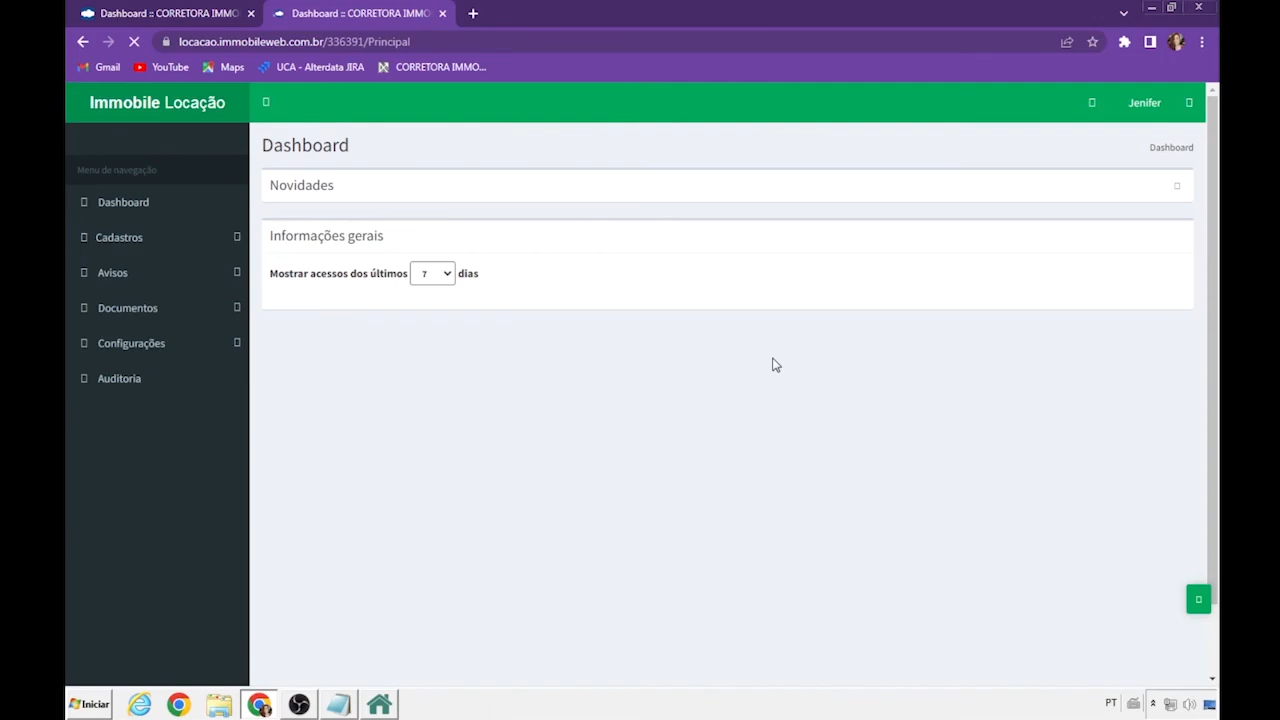 Dashboard :: CORRETORA IMMO
Dashboard :: CORRETORA IMMO
locacao.immobileweb.com.br/336391/Principal
Gmail
YouTube
Maps
UCA - Alterdata JIRA
CORRETORA IMMO...
Immobile Locação
Jenifer
Dashboard
Dashboard
Menu de navegação
Novidades
Dashboard
Cadastros
Informações gerais
Avisos
Mostrar acessos dos últimos 7 dias
Documentos
Configurações
Auditoria
Iniciar
PT